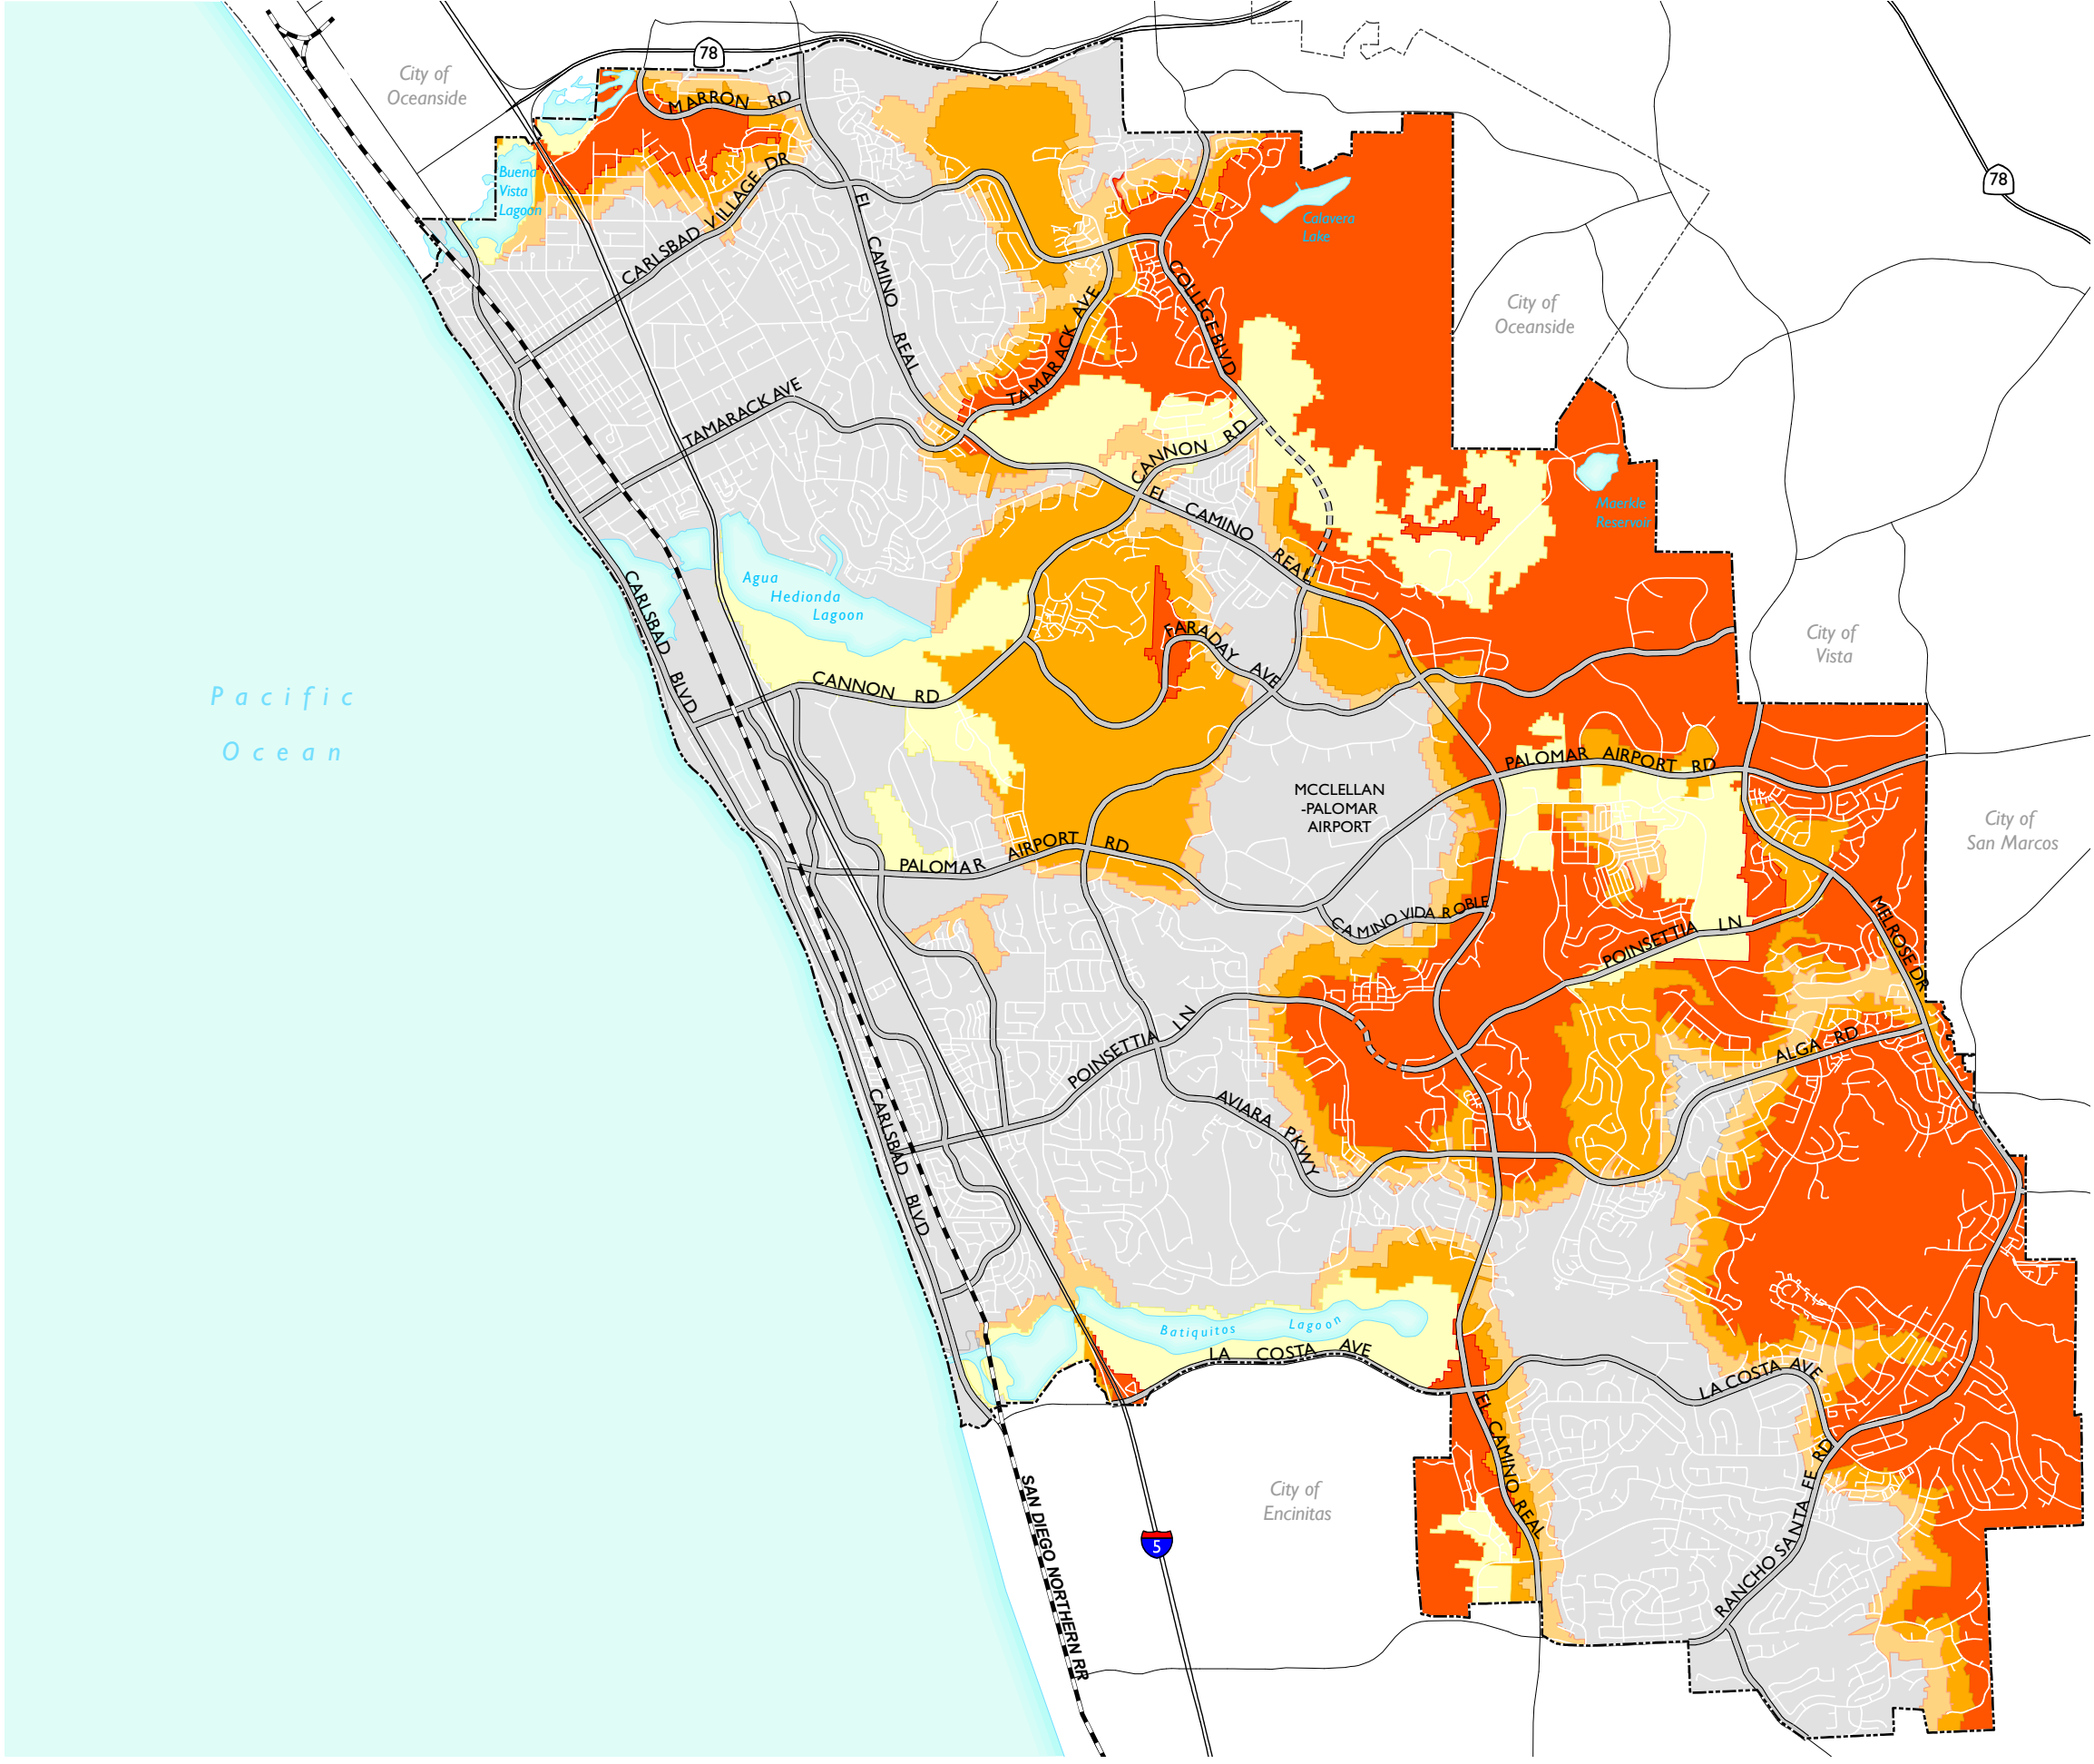 78
City of
Oceanside
MARRON RD
78
Buena
Vista
Lagoon
CARLSBAD VILLAGE DR
EL CAMINO REAL
Calavera
Lake
COLLEGE BLVD
TAMARACK AVE
City of
Oceanside
TAMARACK AVE
CANNON RD
EL CAMINO REAL
Maerkle
Reservoir
Agua
Hedionda
Lagoon
CARLSBAD BLVD
FARADAY AVE
City of
Vista
Pacific
Ocean
CANNON RD
PALOMAR AIRPORT RD
MCCLELLAN
-PALOMAR
AIRPORT
City of
San Marcos
PALOMAR AIRPORT RD
CAMINO VIDA ROBLE
POINSETTIA LN
MELROSE DR
POINSETTIA LN
ALGA RD
AVIARA PKWY
CARLSBAD BLVD
Batiquitos Lagoon
LA COSTA AVE
LA COSTA AVE
EL CAMINO REAL
RANCHO SANTA FE RD
City of
Encinitas
SAN DIEGO NORTHERN RR
5